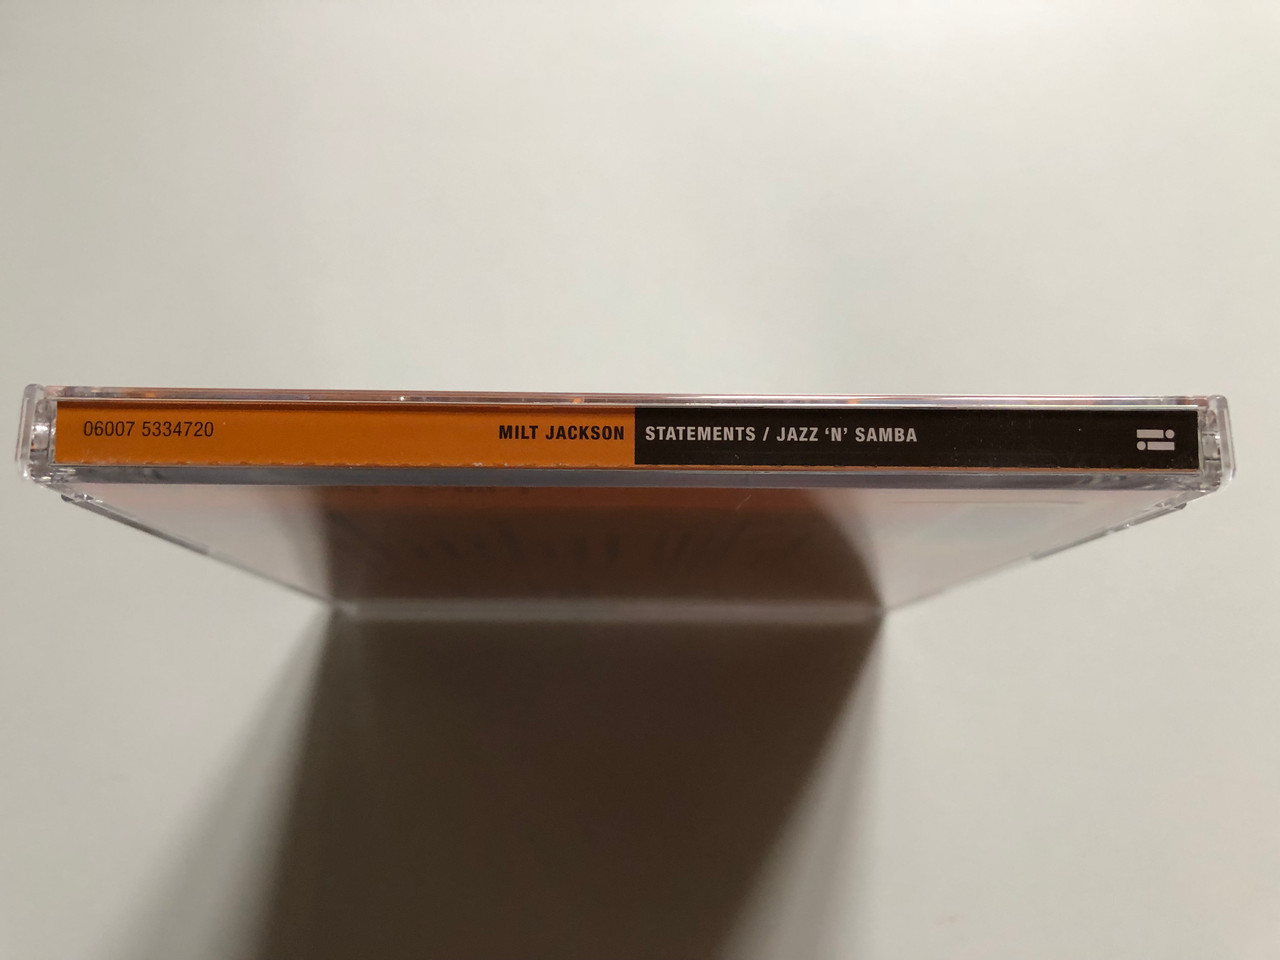 06007 5334720 MILT JACKSON STATEMENTS / JAZZ ‘N’ SAMBA